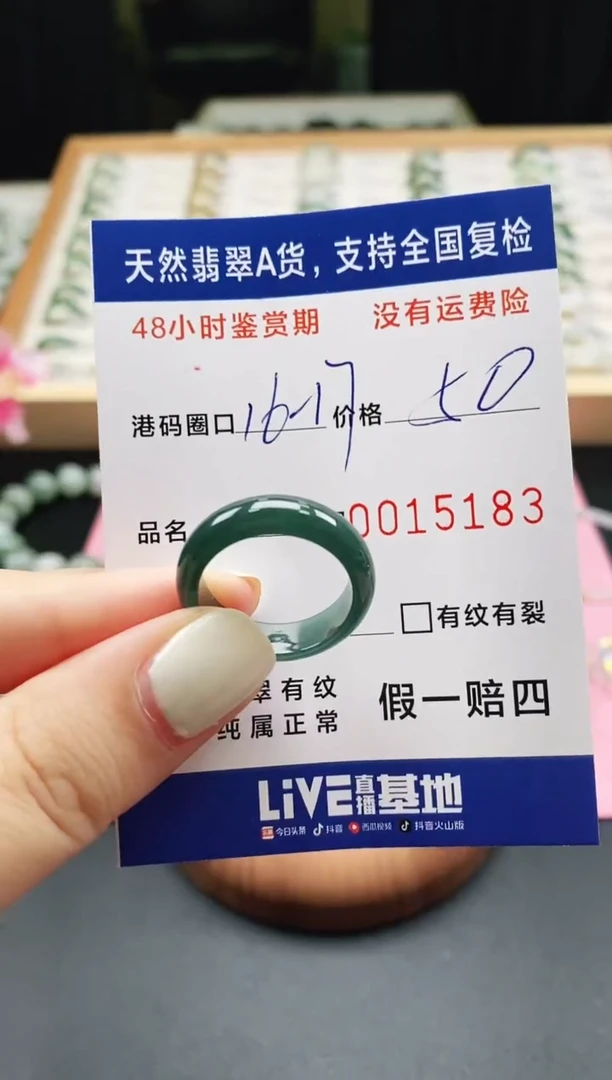 天然翡翠A货，支持全国复检
48小时鉴赏期 没有运费险
港码圈口 16-17 价格 50
品名 0015183
有纹有裂
翠有纹 假一赔四
纯属正常
LiVE直播基地
今日头条 抖音 西瓜视频 抖音火山版